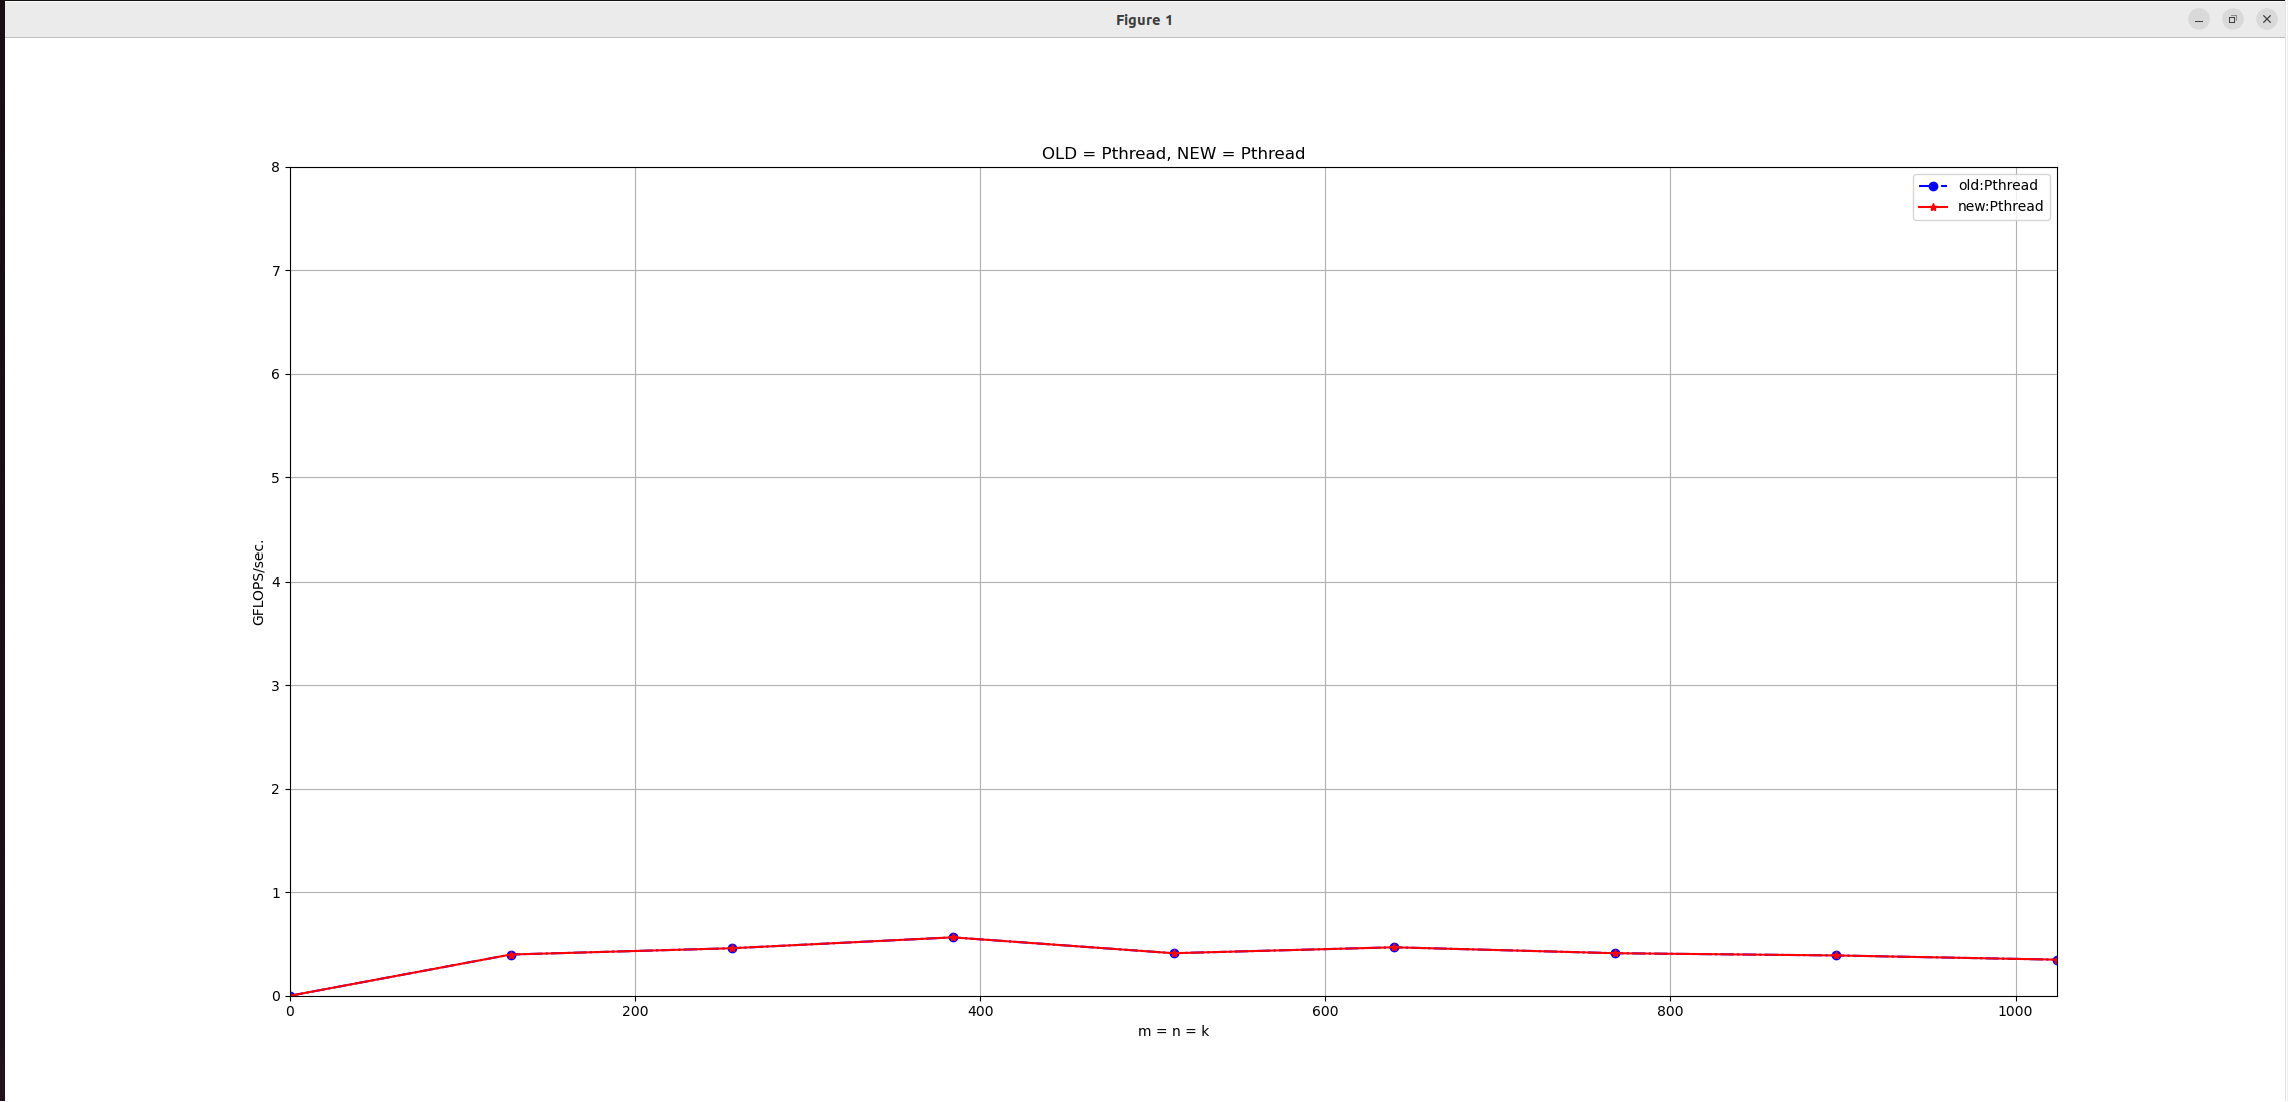 Figure 1
OLD = Pthread, NEW = Pthread
old:Pthread
new:Pthread
8
7
6
5
4
3
2
1
0
GFLOPS/sec.
0 200 400 600 800 1000
m = n = k